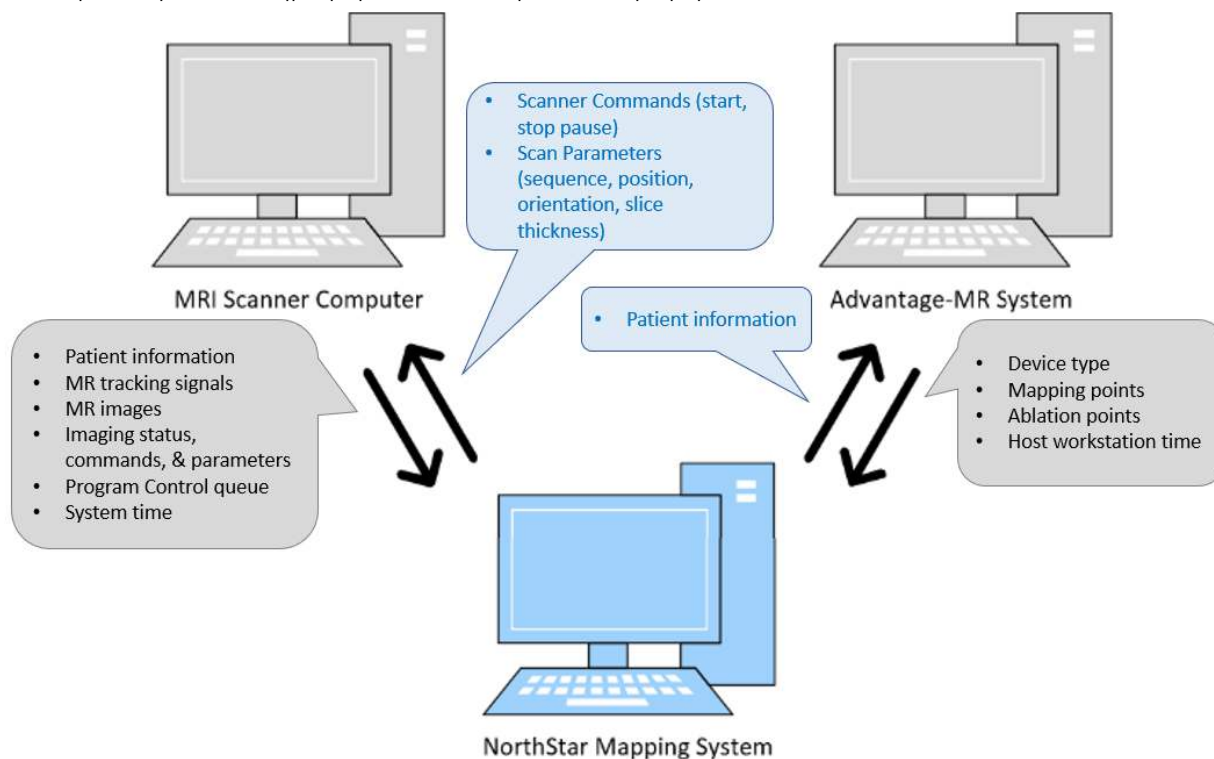 • Scanner Commands (start,
stop pause)
• Scan Parameters
(sequence, position,
orientation, slice
thickness)
MRI Scanner Computer
Advantage-MR System
• Patient information
• Patient information
• MR tracking signals
• MR images
• Imaging status,
commands, & parameters
• Program Control queue
• System time
• Device type
• Mapping points
• Ablation points
• Host workstation time
NorthStar Mapping System